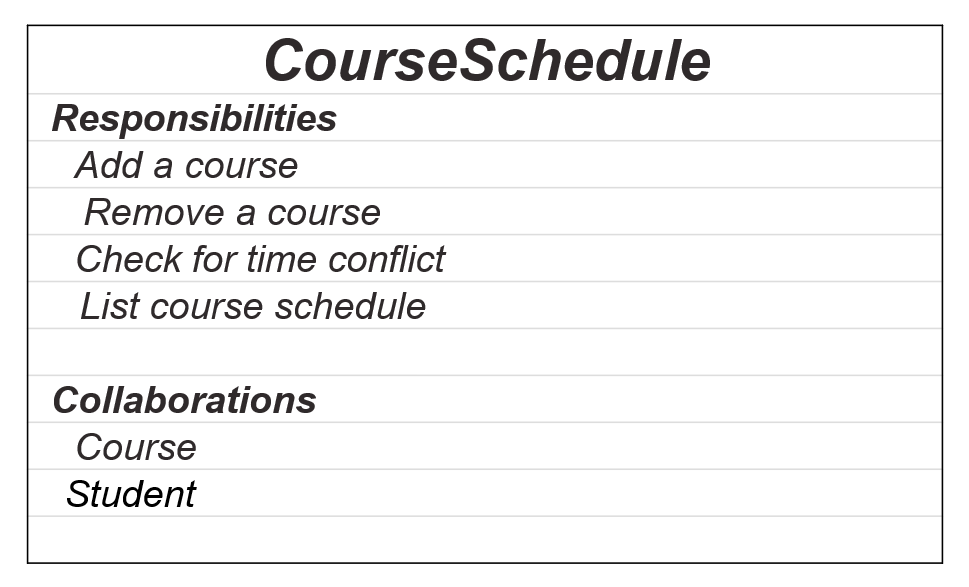 CourseSchedule
Responsibilities
Add a course
Remove a course
Check for time conflict
List course schedule
Collaborations
Course
Student